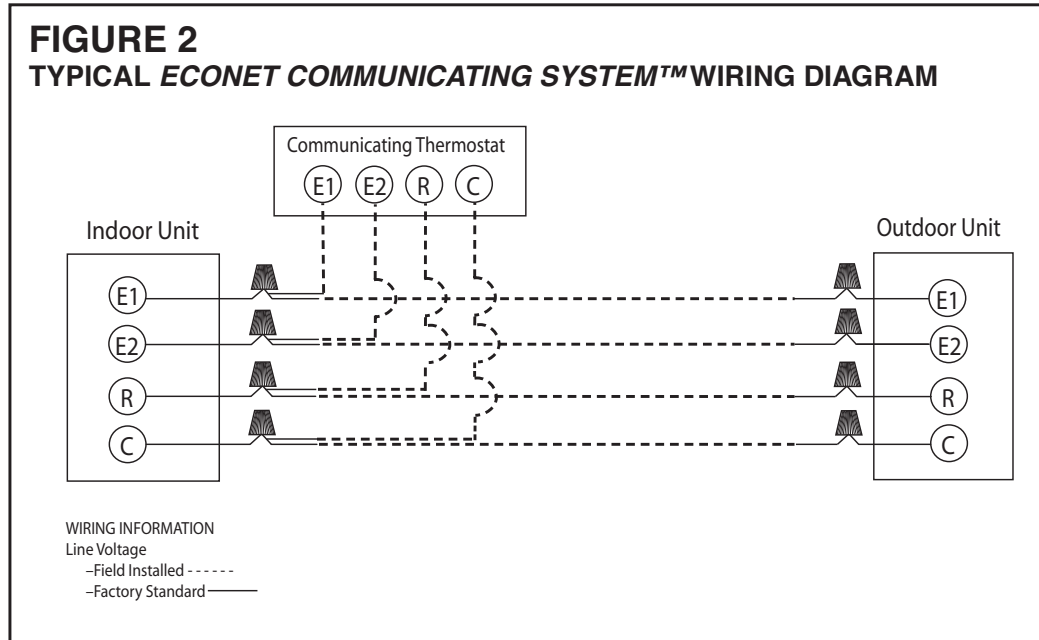 FIGURE 2
TYPICAL ECONET COMMUNICATING SYSTEM™ WIRING DIAGRAM
Communicating Thermostat
E1 E2 R C
Indoor Unit
Outdoor Unit
E1
E1
E2
E2
R
R
C
C
WIRING INFORMATION
Line Voltage
–Field Installed
–Factory Standard